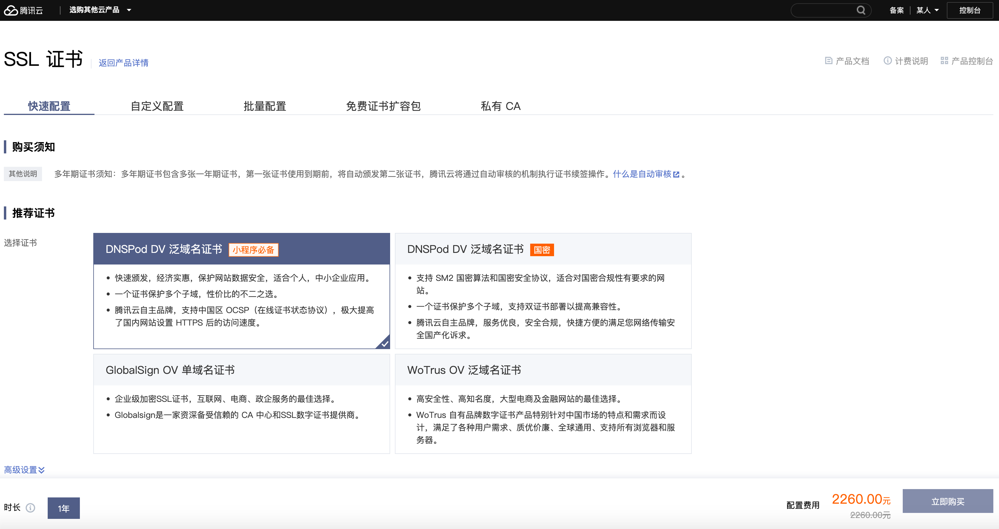 腾讯云
选购其他云产品
备案
某人
控制台
SSL 证书
返回产品详情
产品文档
计费说明
产品控制台
快速配置
自定义配置
批量配置
免费证书扩容包
私有 CA
购买须知
其他说明
多年期证书须知：多年期证书包含多张一年期证书，第一张证书使用到期前，将自动颁发第二张证书，腾讯云将通过自动审核的机制执行证书续签操作。什么是自动审核。
推荐证书
选择证书
DNSPod DV 泛域名证书 小程序必备
快速颁发，经济实惠，保护网站数据安全，适合个人，中小企业应用。
一个证书保护多个子域，性价比的不二之选。
腾讯云自主品牌，支持中国区 OCSP（在线证书状态协议），极大提高
了国内网站设置 HTTPS 后的访问速度。
DNSPod DV 泛域名证书 国密
支持 SM2 国密算法和国密安全协议，适合对国密合规性有要求的网
站。
一个证书保护多个子域，支持双证书部署以提高兼容性。
腾讯云自主品牌，服务优良，安全合规，快捷方便的满足您网络传输安
全国产化诉求。
GlobalSign OV 单域名证书
企业级加密SSL证书，互联网、电商、政企服务的最佳选择。
Globalsign是一家资深备受信赖的 CA 中心和SSL数字证书提供商。
WoTrus OV 泛域名证书
高安全性、高知名度，大型电商及金融网站的最佳选择。
WoTrus 自有品牌数字证书产品特别针对中国市场的特点和需求而设
计，满足了各种用户需求、质优价廉、全球通用、支持所有浏览器和服
务器。
高级设置
时长
1年
配置费用
2260.00元
2260.00元
立即购买